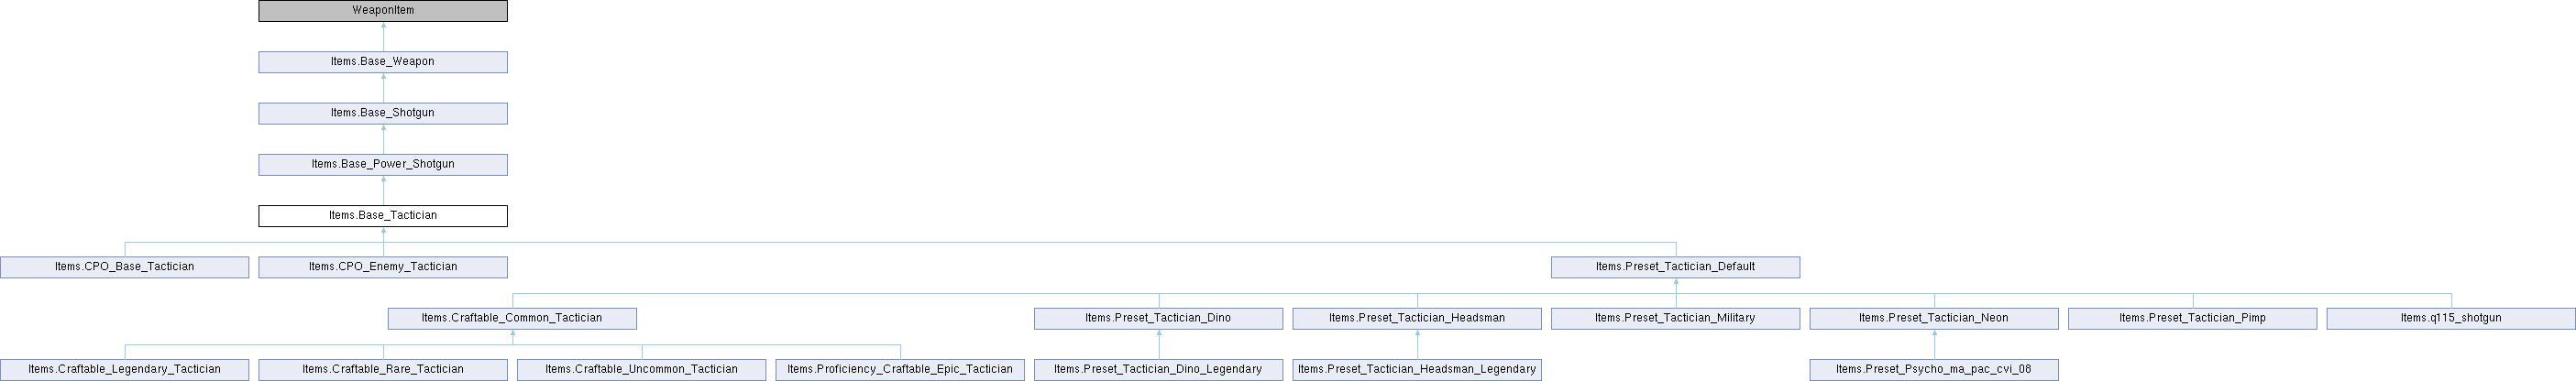 WeaponItem
Items.Base_Weapon
Items.Base_Shotgun
Items.Base_Power_Shotgun
Items.Base_Tactician
Items.CPO_Base_Tactician
Items.CPO_Enemy_Tactician
Items.Preset_Tactician_Default
Items.Craftable_Common_Tactician
Items.Preset_Tactician_Dino
Items.Preset_Tactician_Headsman
Items.Preset_Tactician_Military
Items.Preset_Tactician_Neon
Items.Preset_Tactician_Pimp
Items.q115_shotgun
Items.Craftable_Legendary_Tactician
Items.Craftable_Rare_Tactician
Items.Craftable_Uncommon_Tactician
Items.Proficiency_Craftable_Epic_Tactician
Items.Preset_Tactician_Dino_Legendary
Items.Preset_Tactician_Headsman_Legendary
Items.Preset_Psycho_ma_pac_cvi_08